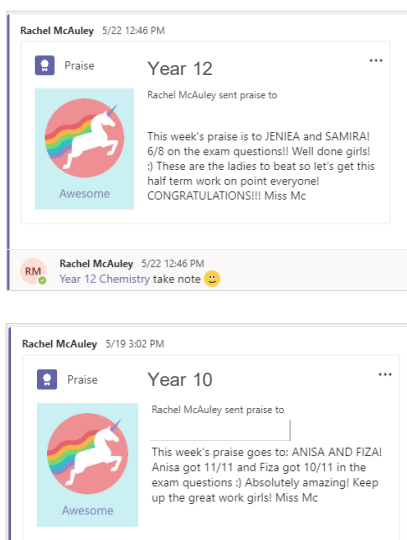 Rachel McAuley 5/22 12:46 PM
Praise
Year 12
...
Rachel McAuley sent praise to
This week's praise is to JENIEA and SAMIRA!
6/8 on the exam questions!! Well done girls!
:) These are the ladies to beat so let's get this
half term work on point everyone!
CONGRATULATIONS!!! Miss Mc
Awesome
RM
Rachel McAuley 5/22 12:46 PM
Year 12 Chemistry take note 🙂
Rachel McAuley 5/19 3:02 PM
Praise
Year 10
...
Rachel McAuley sent praise to
This week's praise goes to: ANISA AND FIZA!
Anisa got 11/11 and Fiza got 10/11 in the
exam questions :) Absolutely amazing! Keep
up the great work girls! Miss Mc
Awesome